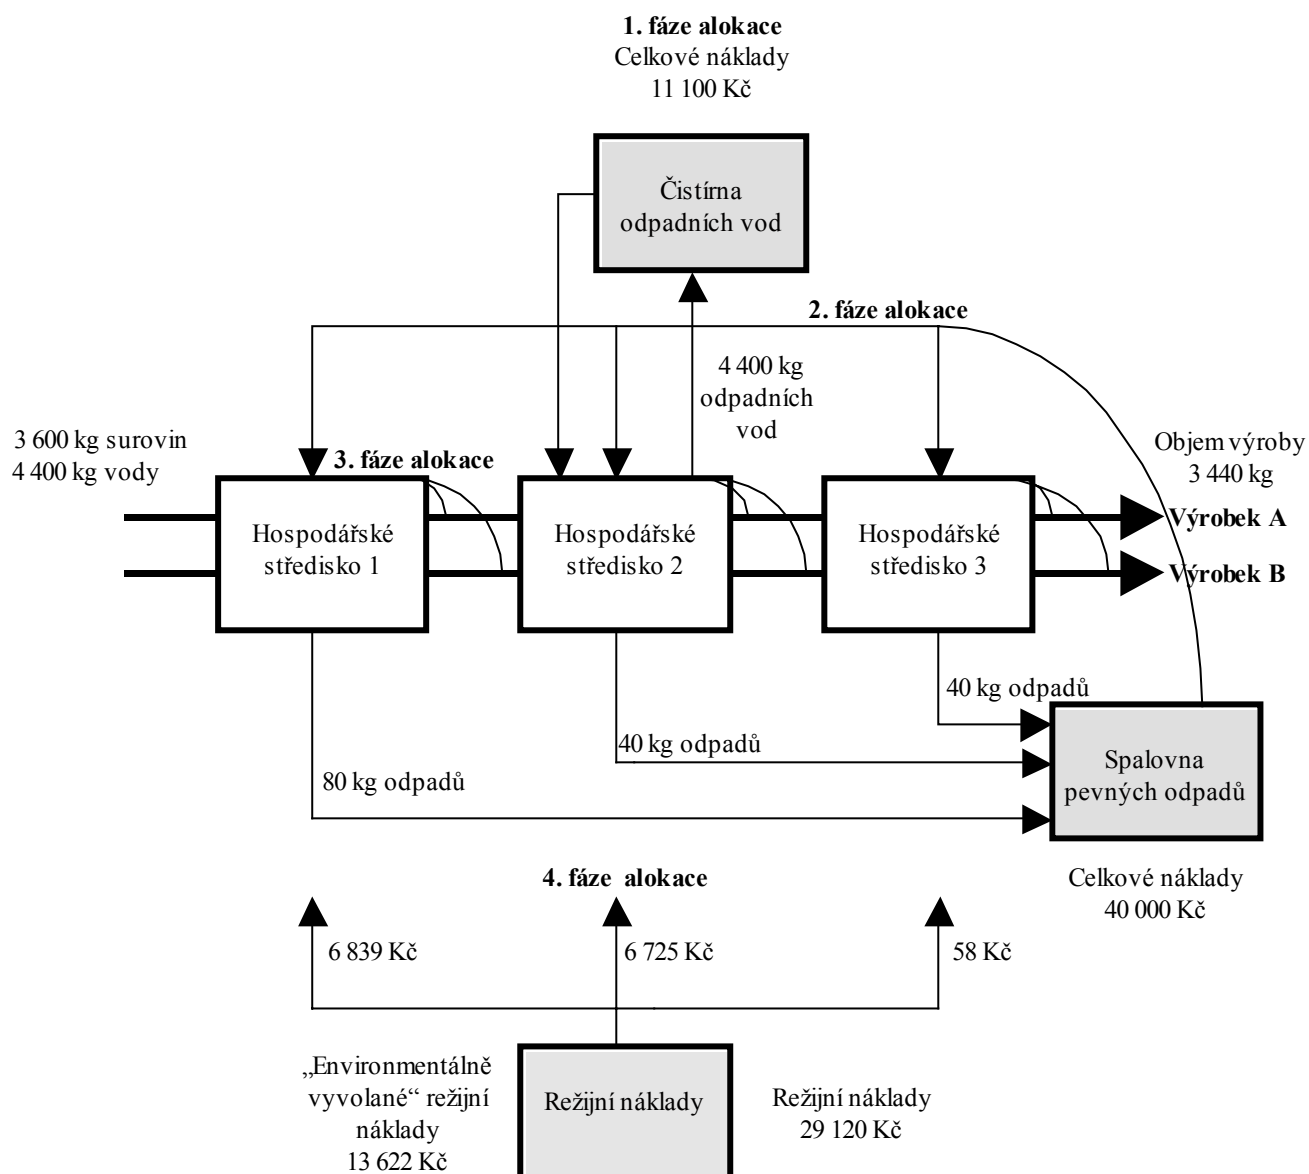 1. fáze alokace
Celkové náklady
11 100 Kč
Čistírna
odpadních vod
2. fáze alokace
4 400 kg
odpadních
vod
3 600 kg surovin
4 400 kg vody
3. fáze alokace
Objem výroby
3 440 kg
Hospodářské
středisko 1
Hospodářské
středisko 2
Hospodářské
středisko 3
Výrobek A
Výrobek B
40 kg odpadů
40 kg odpadů
80 kg odpadů
Spalovna
pevných odpadů
Celkové náklady
40 000 Kč
4. fáze alokace
6 839 Kč
6 725 Kč
58 Kč
„Environmentálně
vyvolané“ režijní
náklady
13 622 Kč
Režijní náklady
Režijní náklady
29 120 Kč